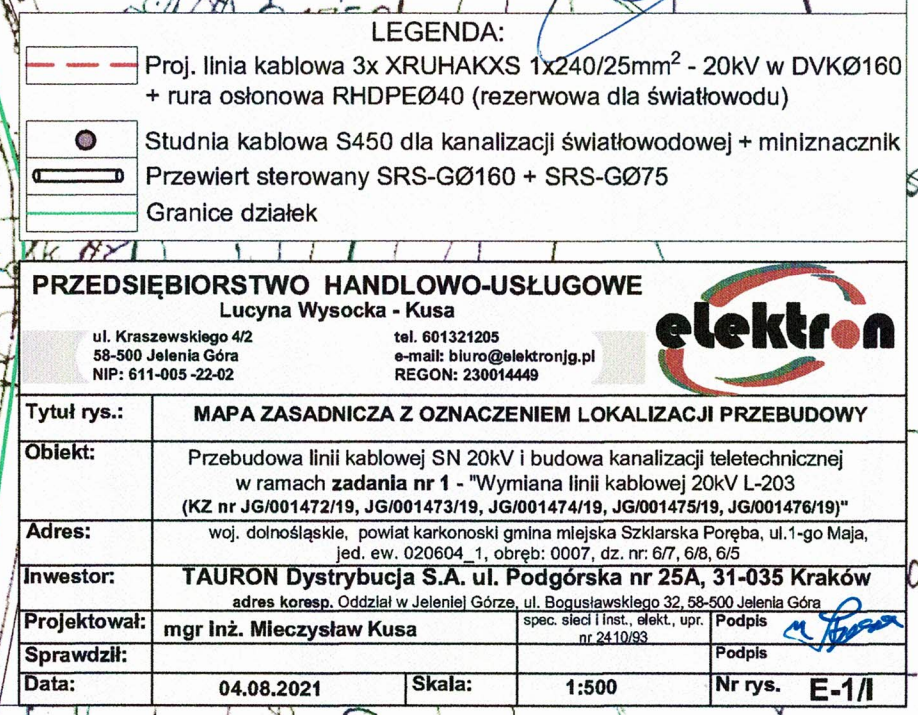 LEGENDA:
Proj. linia kablowa 3x XRUHAKXS 1x240/25mm² - 20kV w DVKØ160
+ rura osłonowa RHDPEØ40 (rezerwowa dla światłowodu)
Studnia kablowa S450 dla kanalizacji światłowodowej + miniznacznik
Przewiert sterowany SRS-GØ160 + SRS-GØ75
Granice działek
PRZEDSIĘBIORSTWO HANDLOWO-USŁUGOWE
Lucyna Wysocka - Kusa
ul. Kraszewskiego 4/2
58-500 Jelenia Góra
NIP: 611-005 -22-02
tel. 601321205
e-mail: biuro@elektronjg.pl
REGON: 230014449
elektron
Tytuł rys.: MAPA ZASADNICZA Z OZNACZENIEM LOKALIZACJI PRZEBUDOWY
Obiekt: Przebudowa linii kablowej SN 20kV i budowa kanalizacji teletechnicznej
w ramach zadania nr 1 - "Wymiana linii kablowej 20kV L-203
(KZ nr JG/001472/19, JG/001473/19, JG/001474/19, JG/001475/19, JG/001476/19)"
Adres: woj. dolnośląskie, powiat karkonoski gmina miejska Szklarska Poręba, ul.1-go Maja,
jed. ew. 020604_1, obręb: 0007, dz. nr: 6/7, 6/8, 6/5
Inwestor: TAURON Dystrybucja S.A. ul. Podgórska nr 25A, 31-035 Kraków
adres koresp. Oddział w Jeleniej Górze, ul. Bogusławskiego 32, 58-500 Jelenia Góra
Projektował: mgr inż. Mieczysław Kusa spec. sieci i inst., elekt., upr. Podpis
nr 2410/93
Sprawdził: Podpis
Data: 04.08.2021 Skala: 1:500 Nr rys. E-1/I